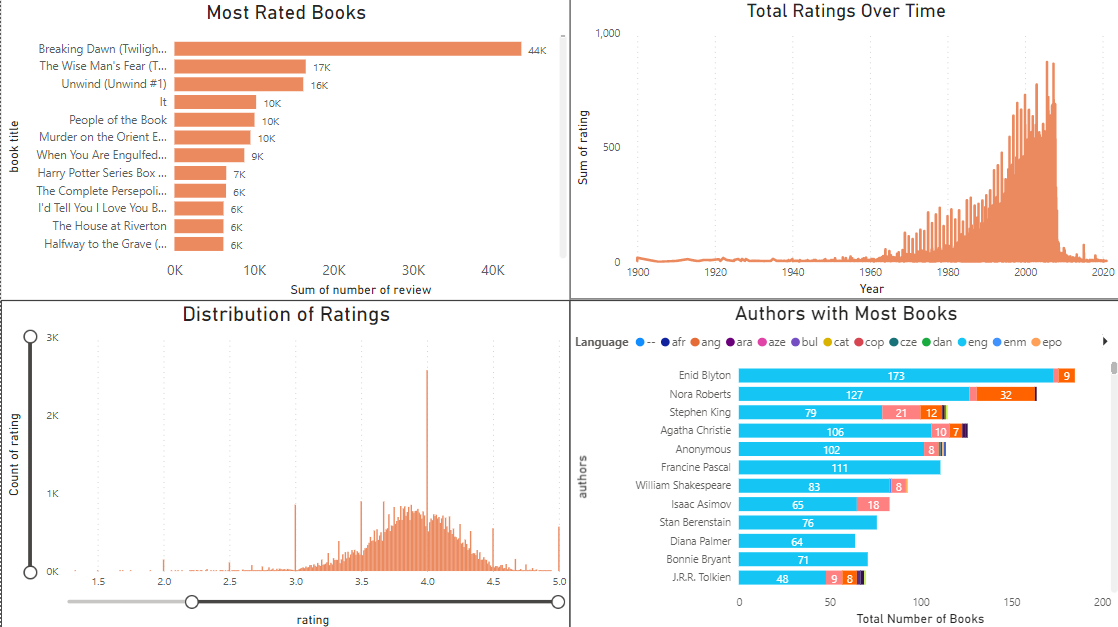 Most Rated Books
book title
Breaking Dawn (Twiligh... 44K
The Wise Man's Fear (T... 17K
Unwind (Unwind #1) 16K
It 10K
People of the Book 10K
Murder on the Orient E... 10K
When You Are Engulfed... 9K
Harry Potter Series Box ... 7K
The Complete Persepoli... 6K
I'd Tell You I Love You B... 6K
The House at Riverton 6K
Halfway to the Grave (... 6K
0K 10K 20K 30K 40K
Sum of number of review
Total Ratings Over Time
Sum of rating
1,000
500
0
1900 1920 1940 1960 1980 2000 2020
Year
Distribution of Ratings
Count of rating
3K
2K
1K
0K
1.5 2.0 2.5 3.0 3.5 4.0 4.5 5.0
rating
Authors with Most Books
Language -- afr ang ara aze bul cat cop cze dan eng enm epo
authors
Enid Blyton 173 9
Nora Roberts 127 32
Stephen King 79 21 12
Agatha Christie 106 10 7
Anonymous 102 8
Francine Pascal 111
William Shakespeare 83 8
Isaac Asimov 65 18
Stan Berenstain 76
Diana Palmer 64
Bonnie Bryant 71
J.R.R. Tolkien 48 9 8
0 50 100 150 200
Total Number of Books